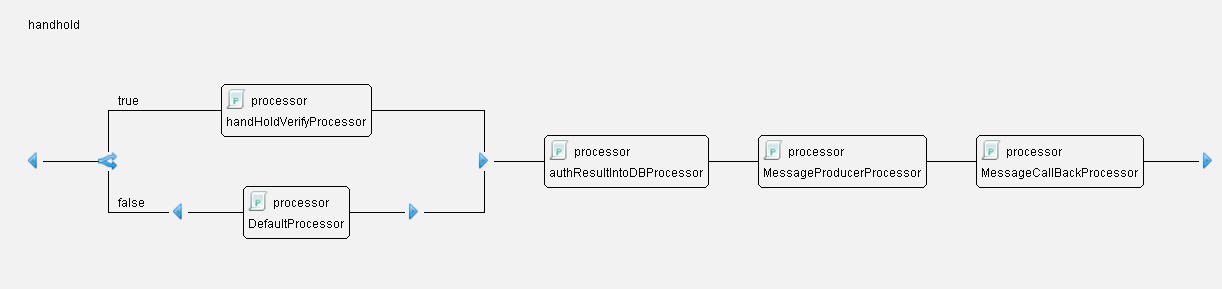 handhold
true
processor
handHoldVerifyProcessor
processor
authResultIntoDBProcessor
processor
MessageProducerProcessor
processor
MessageCallBackProcessor
false
processor
DefaultProcessor